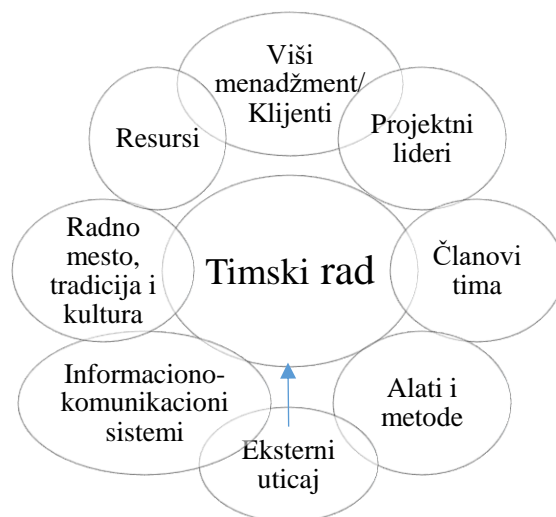 Viši
menadžment/
Klijenti
Projektni
lideri
Resursi
Radno
mesto,
tradicija i
kultura
Timski rad
Članovi
tima
Informaciono-
komunikacioni
sistemi
Alati i
metode
Eksterni
uticaj